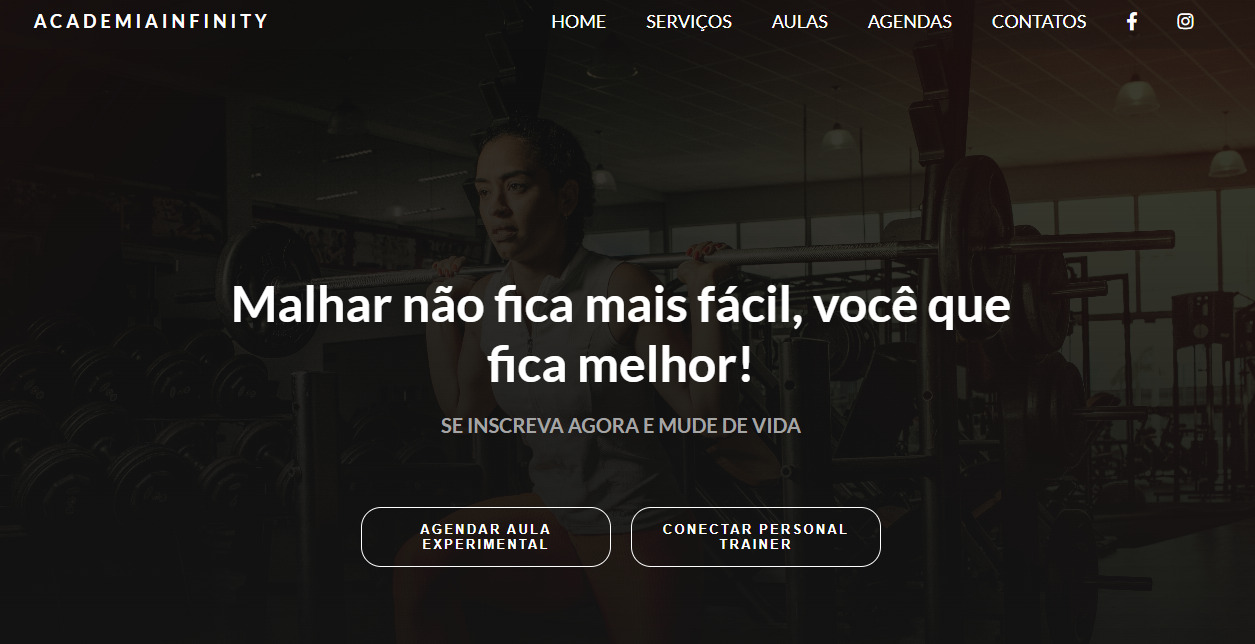 ACADEMIAINFINITY
HOME SERVIÇOS AULAS AGENDAS CONTATOS
Malhar não fica mais fácil, você que
fica melhor!
SE INSCREVA AGORA E MUDE DE VIDA
AGENDAR AULA
EXPERIMENTAL
CONECTAR PERSONAL
TRAINER